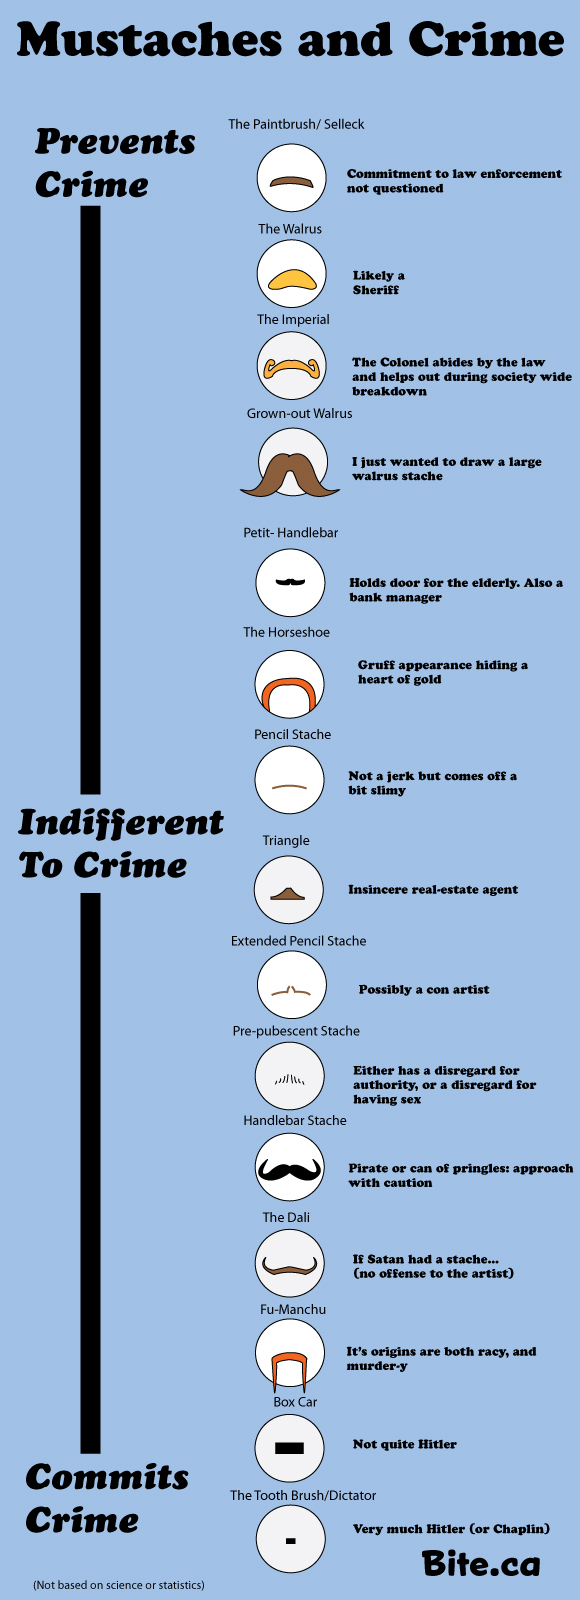 Mustaches and Crime
Prevents
Crime
The Paintbrush/ Selleck
Commitment to law enforcement
not questioned
The Walrus
Likely a
Sheriff
The Imperial
The Colonel abides by the law
and helps out during society wide
breakdown
Grown-out Walrus
I just wanted to draw a large
walrus stache
Petit- Handlebar
Holds door for the elderly. Also a
bank manager
The Horseshoe
Gruff appearance hiding a
heart of gold
Pencil Stache
Not a jerk but comes off a
bit slimy
Indifferent
To Crime
Triangle
Insincere real-estate agent
Extended Pencil Stache
Possibly a con artist
Pre-pubescent Stache
Either has a disregard for
authority, or a disregard for
having sex
Handlebar Stache
Pirate or can of pringles: approach
with caution
The Dali
If Satan had a stache...
(no offense to the artist)
Fu-Manchu
It's origins are both racy, and
murder-y
Box Car
Not quite Hitler
Commits
Crime
The Tooth Brush/Dictator
Very much Hitler (or Chaplin)
Bite.ca
(Not based on science or statistics)